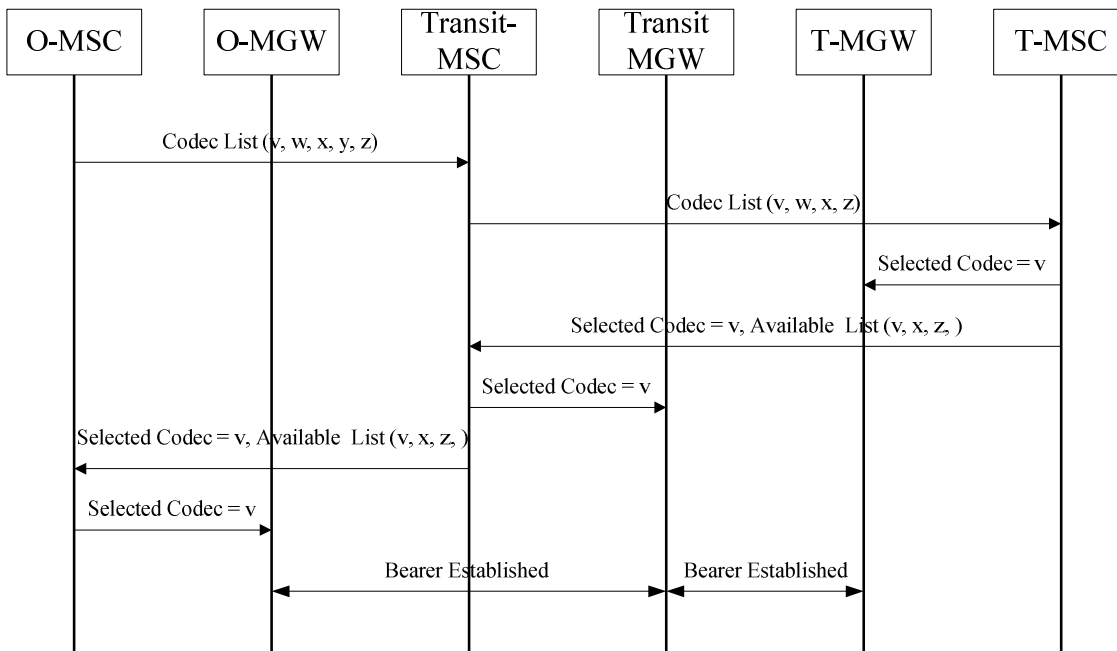 O-MSC
O-MGW
Transit-
MSC
Transit
MGW
T-MGW
T-MSC
Codec List (v, w, x, y, z)
Codec List (v, w, x, z)
Selected Codec = v
Selected Codec = v, Available List (v, x, z, )
Selected Codec = v
Selected Codec = v, Available List (v, x, z, )
Selected Codec = v
Bearer Established
Bearer Established